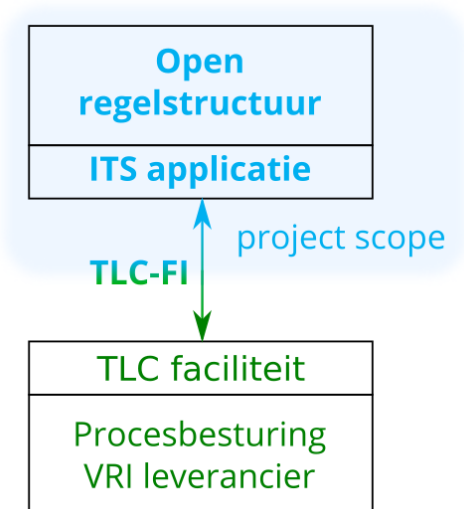 Open
regelstructuur
ITS applicatie
project scope
TLC-FI
TLC faciliteit
Procesbesturing
VRI leverancier